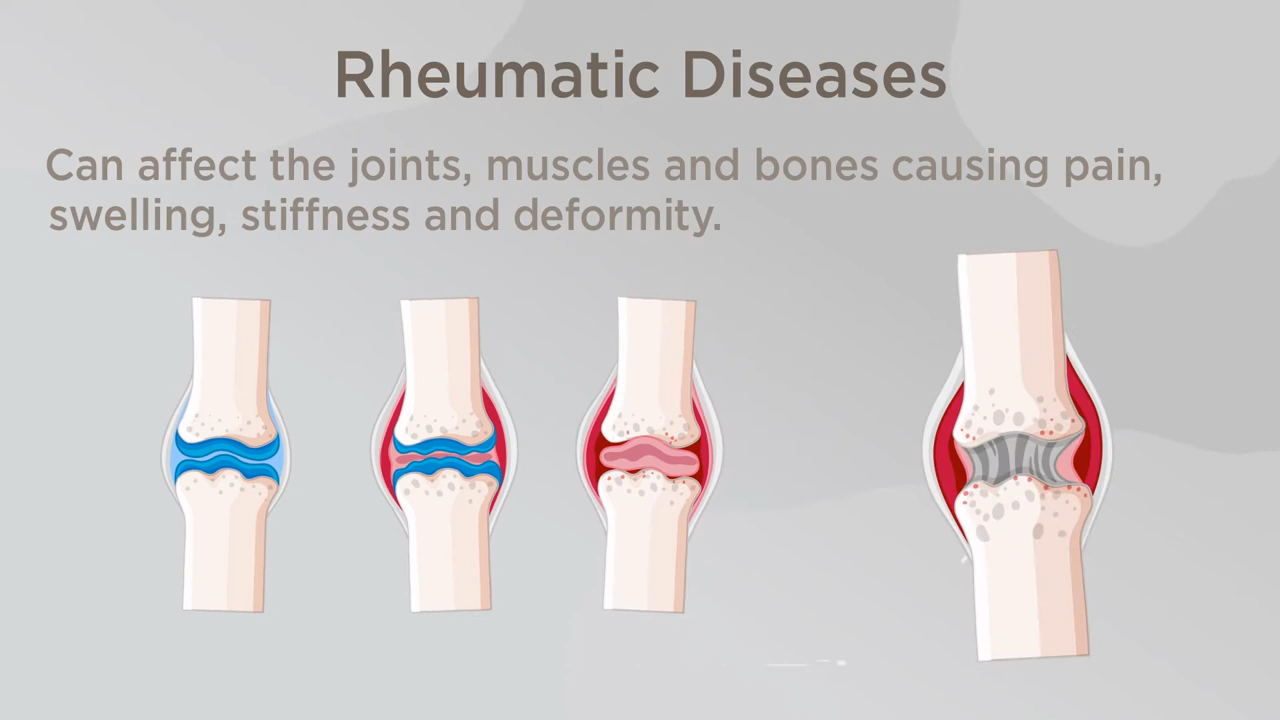 Rheumatic Diseases
Can affect the joints, muscles and bones causing pain,
swelling, stiffness and deformity.